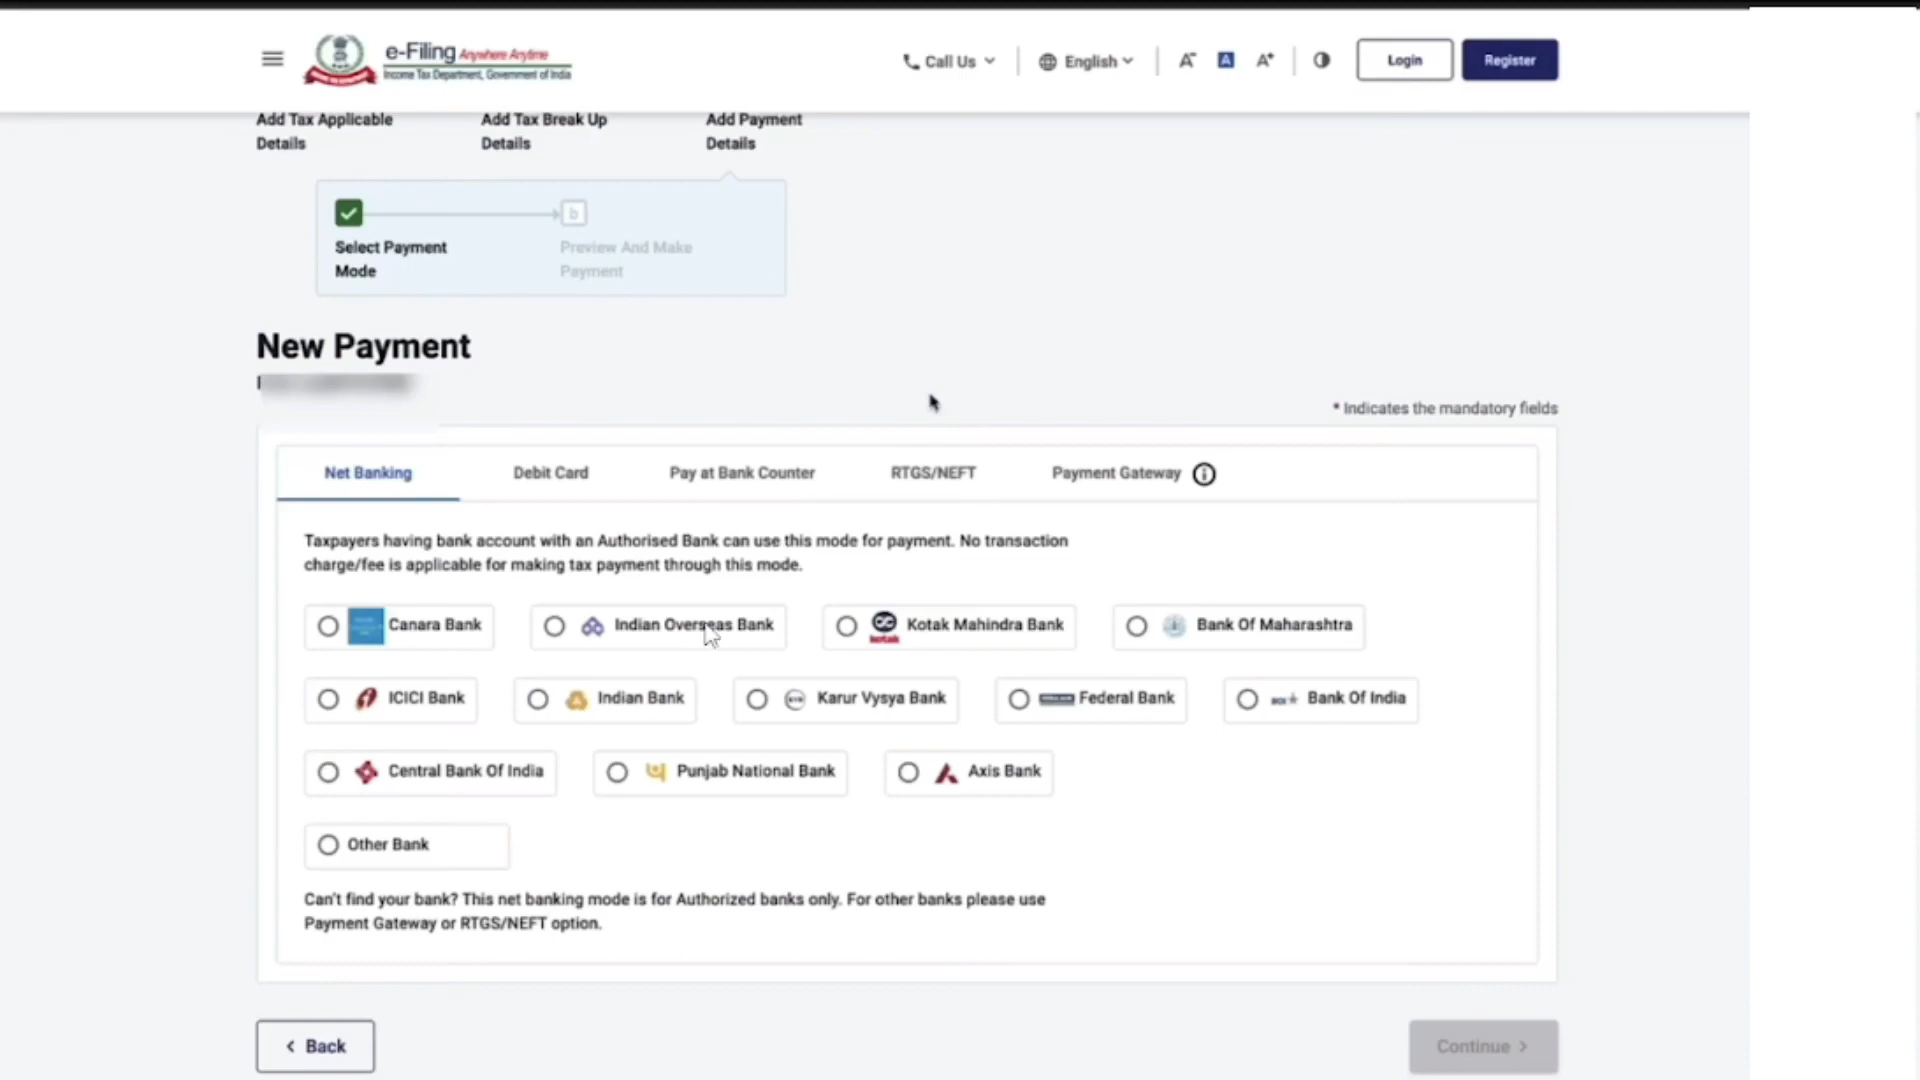 e-Filing Anywhere Anytime
Income Tax Department, Government of India
Call Us
English
A-
A
A+
Login
Register
Add Tax Applicable
Details
Add Tax Break Up
Details
Add Payment
Details
b
Select Payment
Mode
Preview And Make
Payment
New Payment
* Indicates the mandatory fields
Net Banking
Debit Card
Pay at Bank Counter
RTGS/NEFT
Payment Gateway
Taxpayers having bank account with an Authorised Bank can use this mode for payment. No transaction
charge/fee is applicable for making tax payment through this mode.
Canara Bank
Indian Overseas Bank
kotak
Kotak Mahindra Bank
Bank Of Maharashtra
ICICI Bank
Indian Bank
Karur Vysya Bank
Federal Bank
Bank Of India
Central Bank Of India
Punjab National Bank
Axis Bank
Other Bank
Can't find your bank? This net banking mode is for Authorized banks only. For other banks please use
Payment Gateway or RTGS/NEFT option.
< Back
Continue >